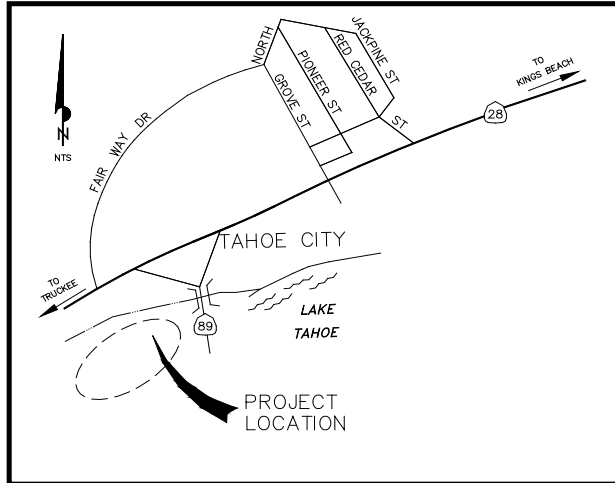 NORTH
JACKPINE ST
RED CEDAR
ST
PIONEER ST
GROVE ST
TO
KINGS BEACH
28
N
NTS
FAIR WAY DR
TAHOE CITY
TO
TRUCKEE
LAKE
TAHOE
89
PROJECT
LOCATION